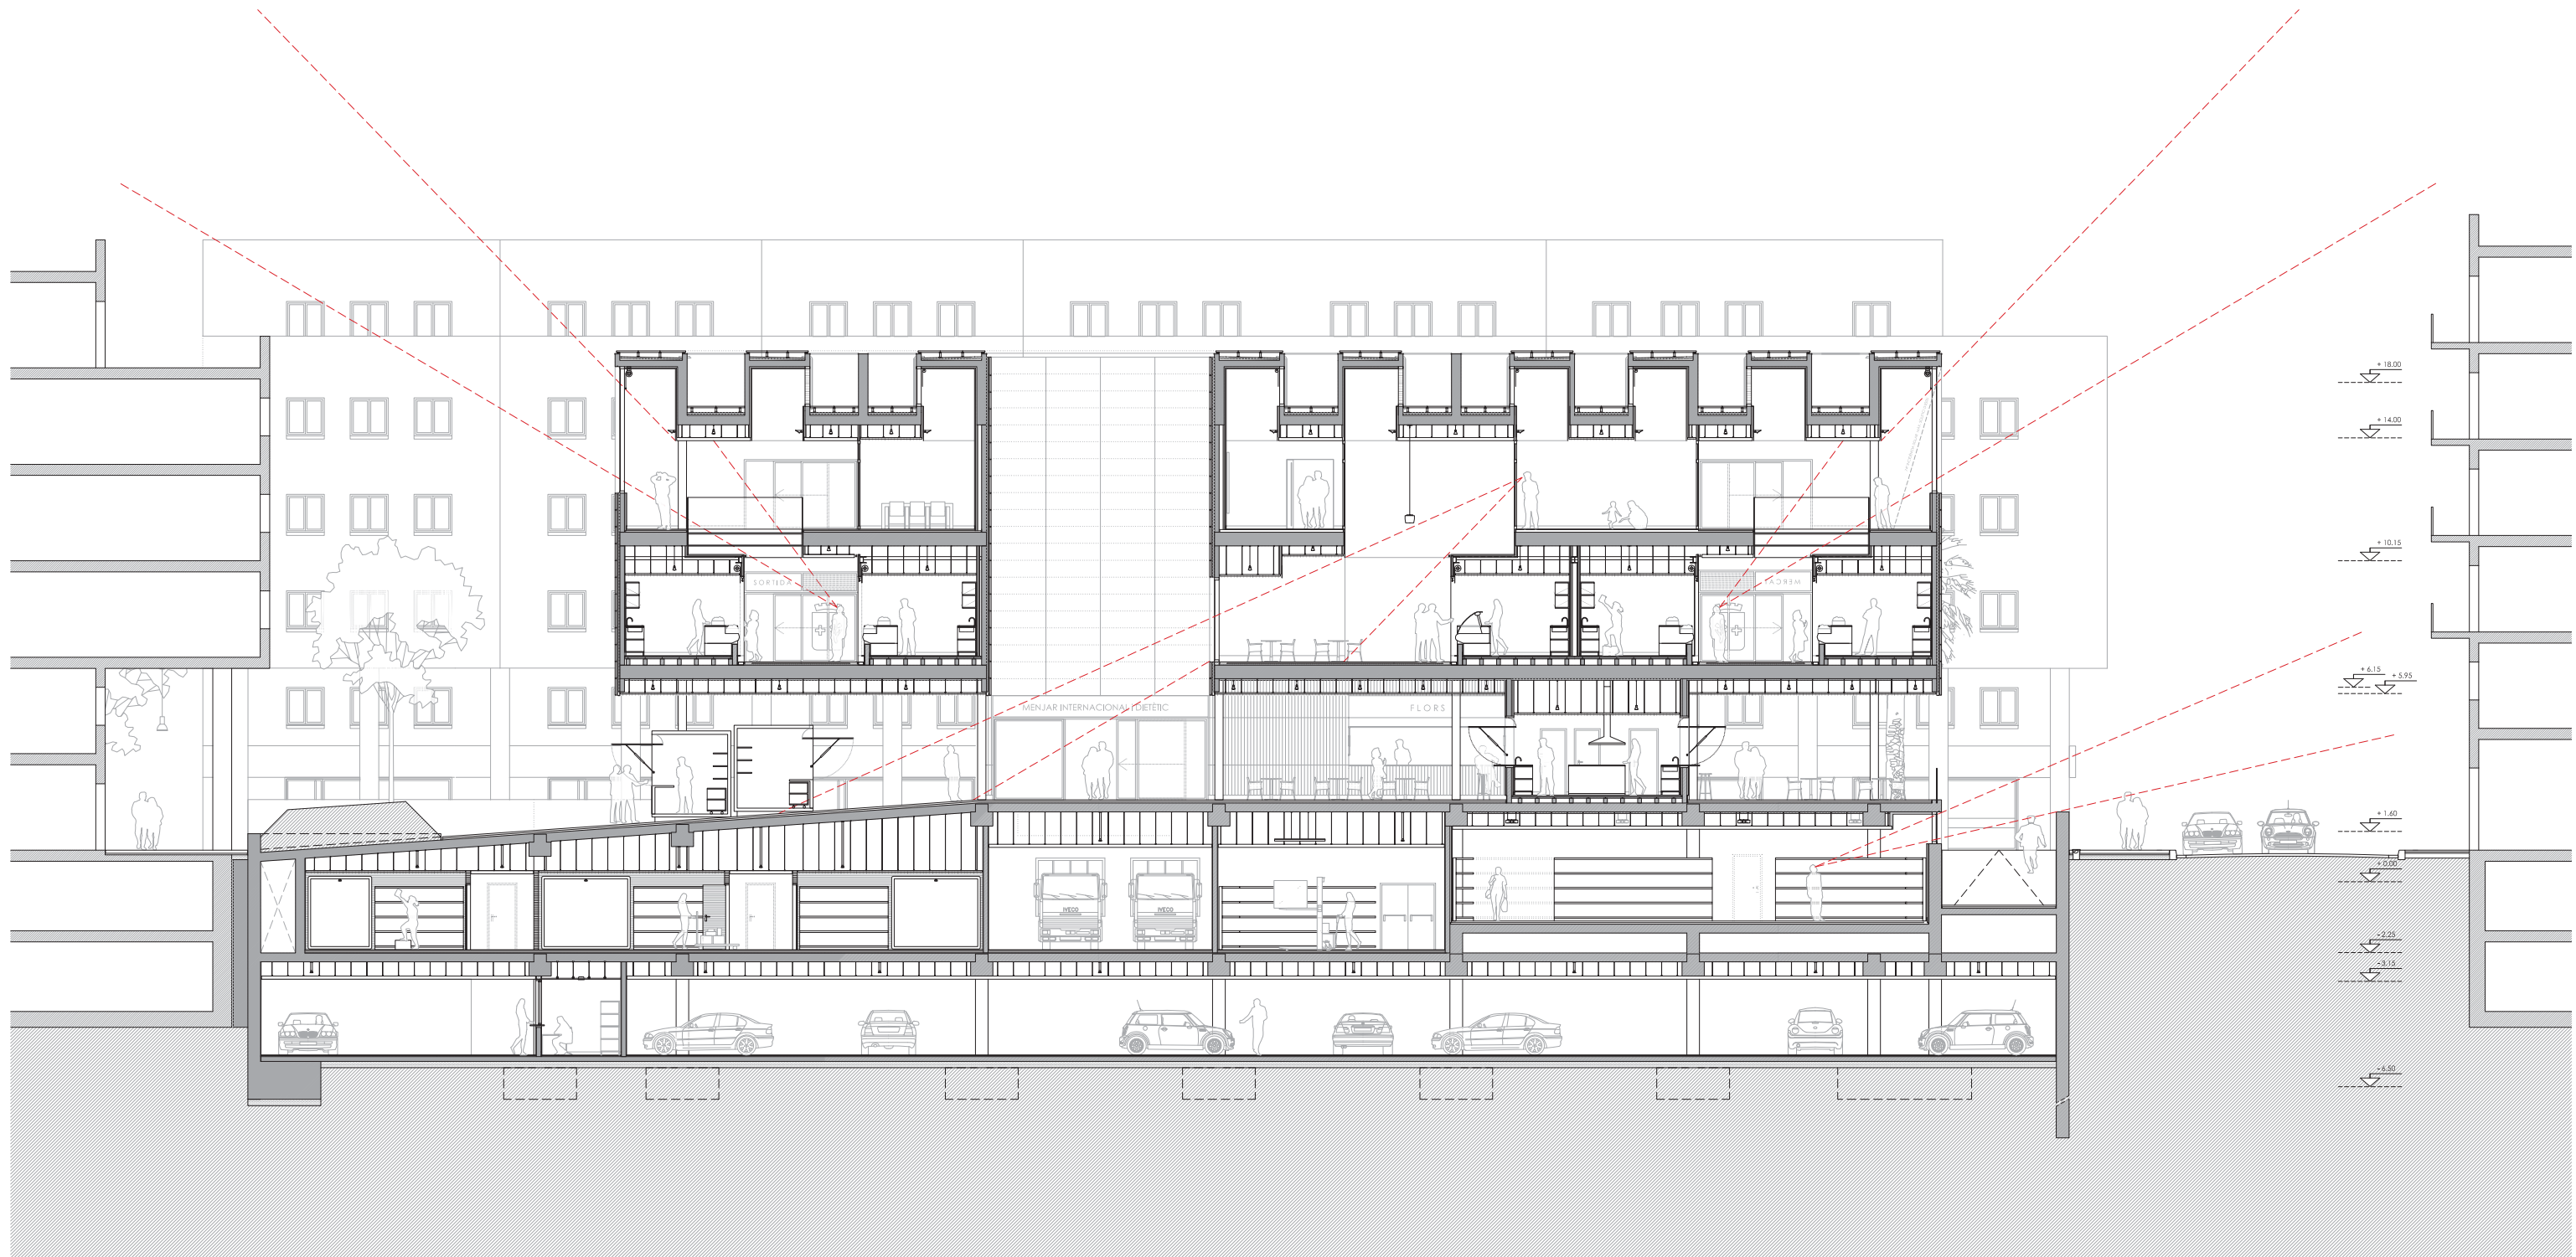 + 18.00
+ 14.00
+ 10.15
SORTIDA
MERCAT
+ 6.15
+ 5.95
MENJAR INTERNACIONAL I DIETÈTIC
FLORS
+ 1.60
+ 0.00
IVECO
IVECO
-2.25
-3.15
-6.50